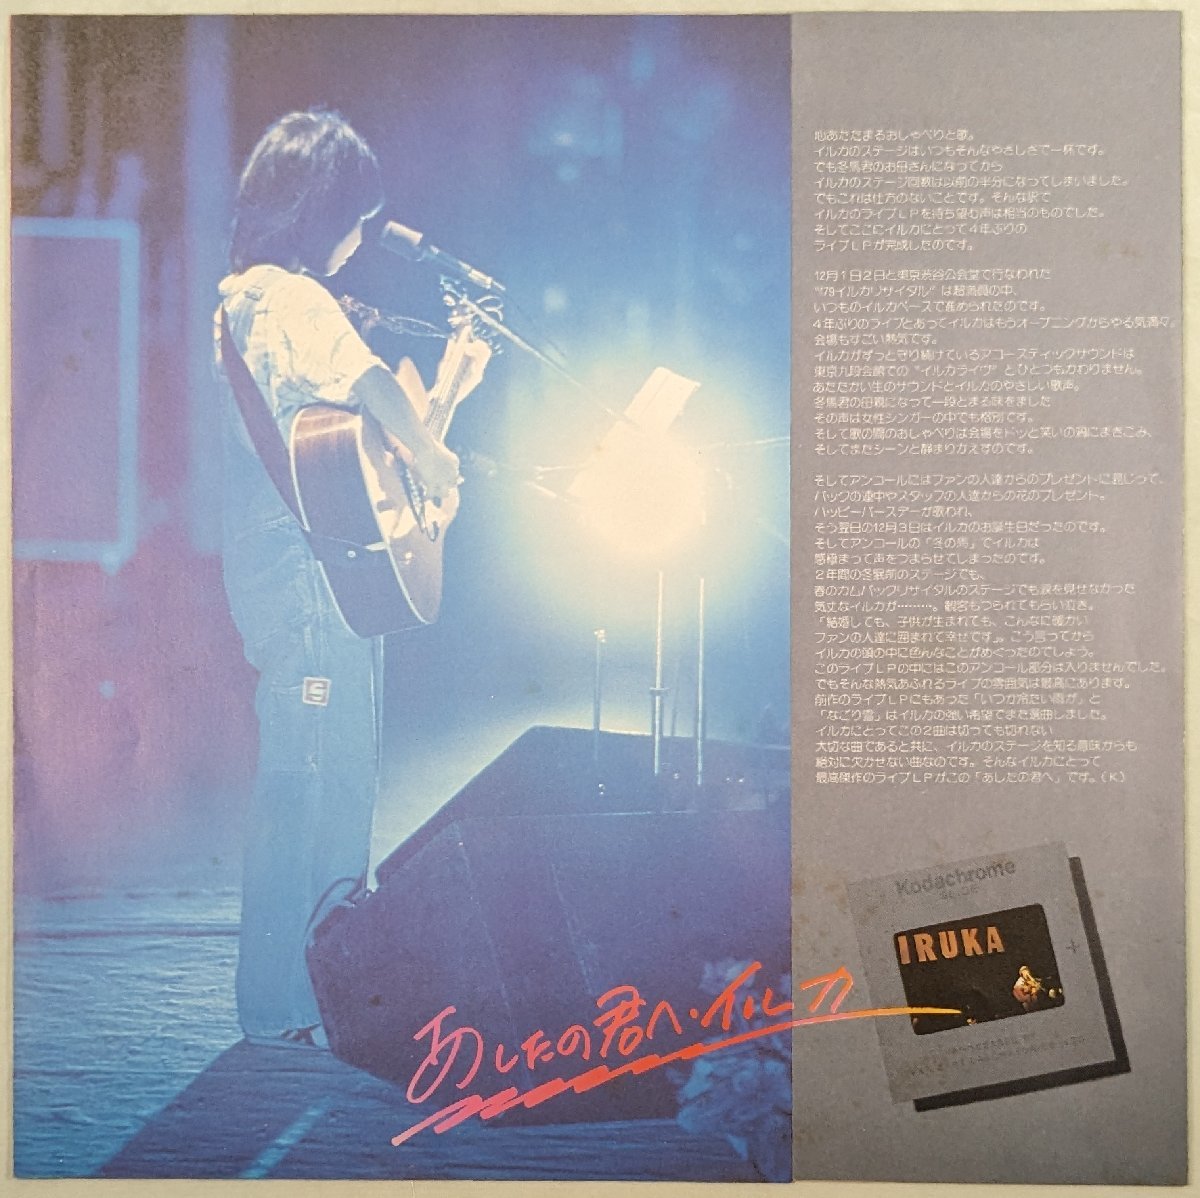 心あたたまるおしゃべりと歌。
イルカのステージはいつもそんなやさしさで一杯です。
でも冬馬君のお母さんになってから
イルカのステージ回数は以前の半分になってしまいました。
でもこれは仕方のないことです。そんな訳で
イルカのライブLPを待ち望む声は相当のものでした。
そしてここにイルカにとって4年ぶりの
ライブLPが完成したのです。
12月1日2日と東京渋谷公会堂で行なわれた
"'79イルカリサイタル"は超満員の中、
いつものイルカペースで進められたのです。
4年ぶりのライブとあってイルカはもうオープニングからやる気満々。
会場もすごい熱気です。
イルカがずっと守り続けているアコースティックサウンドは
東京九段会館での"イルカライヴ"とひとつもかわりません。
あたたかい生のサウンドとイルカのやさしい歌声。
冬馬君の母親になって一段とまる味をました
その声は女性シンガーの中でも格別です。
そして歌の間のおしゃべりは会場をドッと笑いの渦にまきこみ、
そしてまたシーンと静まりかえすのです。
そしてアンコールにはファンの人達からのプレゼントに混じって、
バックの連中やスタッフの人達からの花のプレゼント。
ハッピーバースデーが歌われ、
そう翌日の12月3日はイルカのお誕生日だったのです。
そしてアンコールの「冬の馬」でイルカは
感極まって声をつまらせてしまったのです。
2年間の冬眠前のステージでも、
春のカムバックリサイタルのステージでも涙を見せなかった
気丈なイルカが………。観客もつられてもらい泣き。
「結婚しても、子供が生まれても、こんなに暖かい
ファンの人達に囲まれて幸せです」。こう言ってから
イルカの頭の中に色んなことがめぐったのでしょう。
このライブLPの中にはこのアンコール部分は入りませんでした。
でもそんな熱気あふれるライブの雰囲気は最高にあります。
前作のライブLPにもあった「いつか冷たい雨が」と
「なごり雪」はイルカの強い希望でまた選曲しました。
イルカにとってこの2曲は切っても切れない
大切な曲であると共に、イルカのステージを知る意味からも
絶対に欠かせない曲なのです。そんなイルカにとって
最高傑作のライブLPがこの「あしたの君へ」です。(K)
Kodachrome
SLIDE
IRUKA
あしたの君へ・イルカ
S